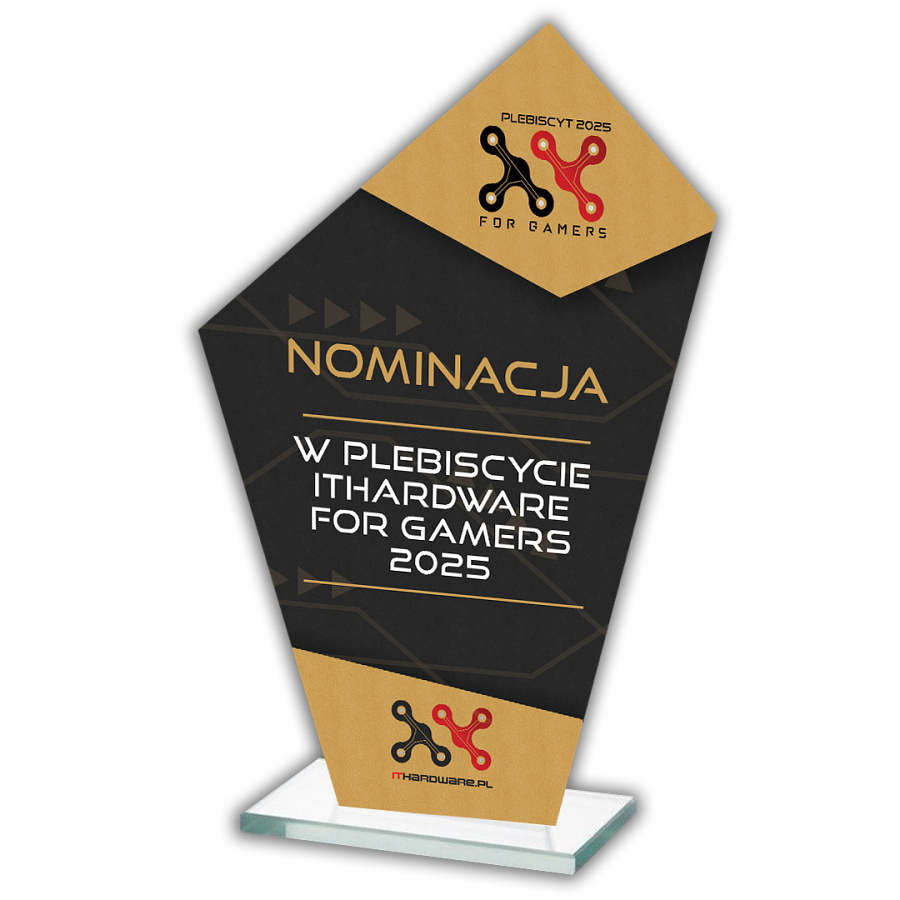 PLEBISCYT 2025
FOR GAMERS
NOMINACJA
W PLEBISCYCIE
ITHARDWARE
FOR GAMERS
2025
ITHARDWARE.PL